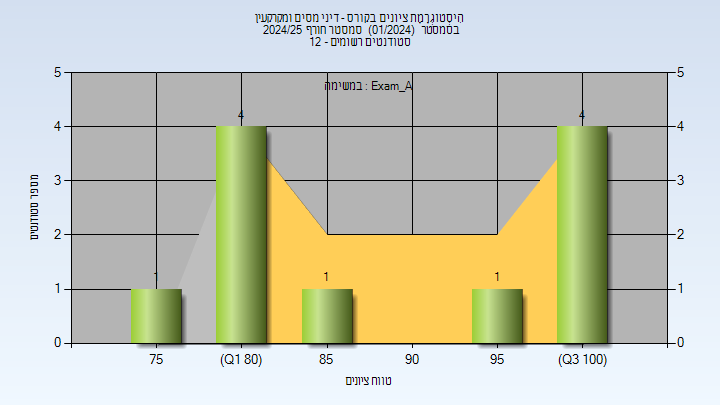 היסטוגרמת ציונים בקורס - דיני מסים ומקרקעין
בסמסטר (01/2024) סמסטר חורף 2024/25
סטודנטים רשומים - 12
במשימה : Exam_A
מספר סטודנטים
5
4
3
2
1
0
5
4
3
2
1
0
1
4
1
1
4
75
(Q1 80)
85
90
95
(Q3 100)
טווח ציונים